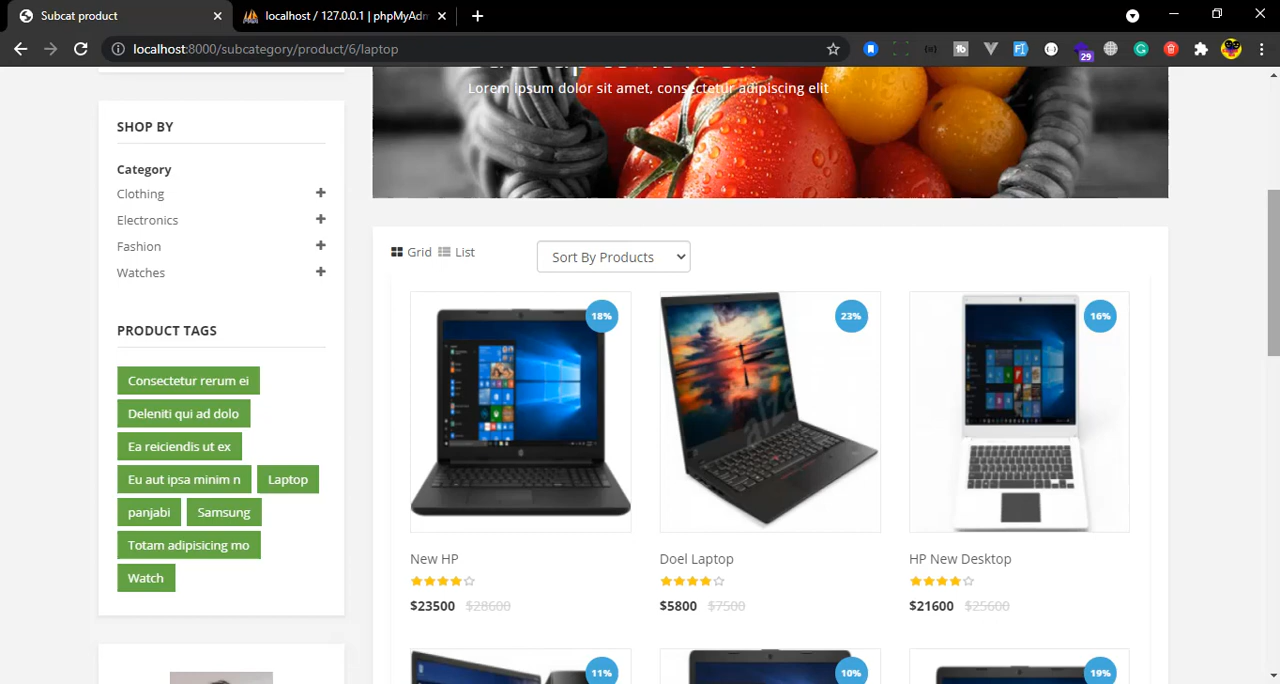 Subcat product
localhost / 127.0.0.1 | phpMyAdm
localhost:8000/subcategory/product/6/laptop
29
Lorem ipsum dolor sit amet, consectetur adipiscing elit
SHOP BY
Category
Clothing
Electronics
Fashion
Watches
PRODUCT TAGS
Consectetur rerum ei
Deleniti qui ad dolo
Ea reiciendis ut ex
Eu aut ipsa minim n
Laptop
panjabi
Samsung
Totam adipisicing mo
Watch
Grid
List
Sort By Products
18%
23%
16%
New HP
Doel Laptop
HP New Desktop
$23500 $28600
$5800 $7500
$21600 $25600
11%
10%
19%